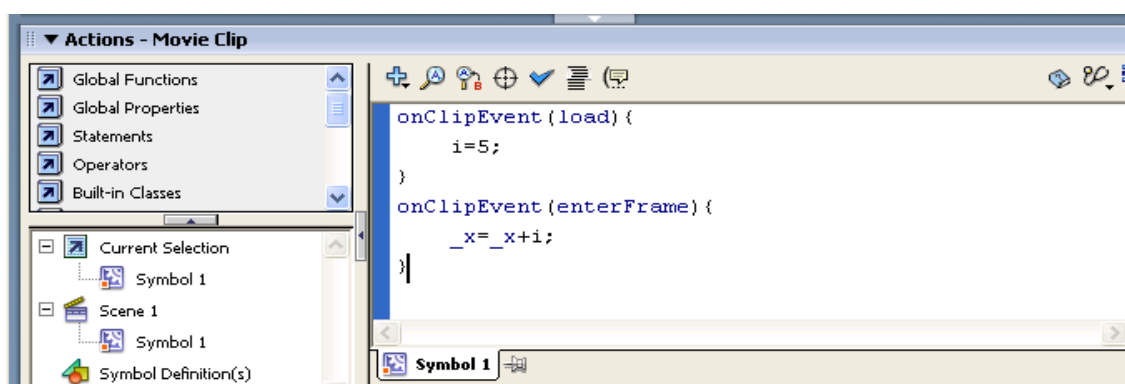 Actions - Movie Clip
Global Functions
Global Properties
Statements
Operators
Built-in Classes
Current Selection
Symbol 1
Scene 1
Symbol 1
Symbol Definition(s)
onClipEvent(load){
i=5;
}
onClipEvent(enterFrame){
_x=_x+i;
}
Symbol 1